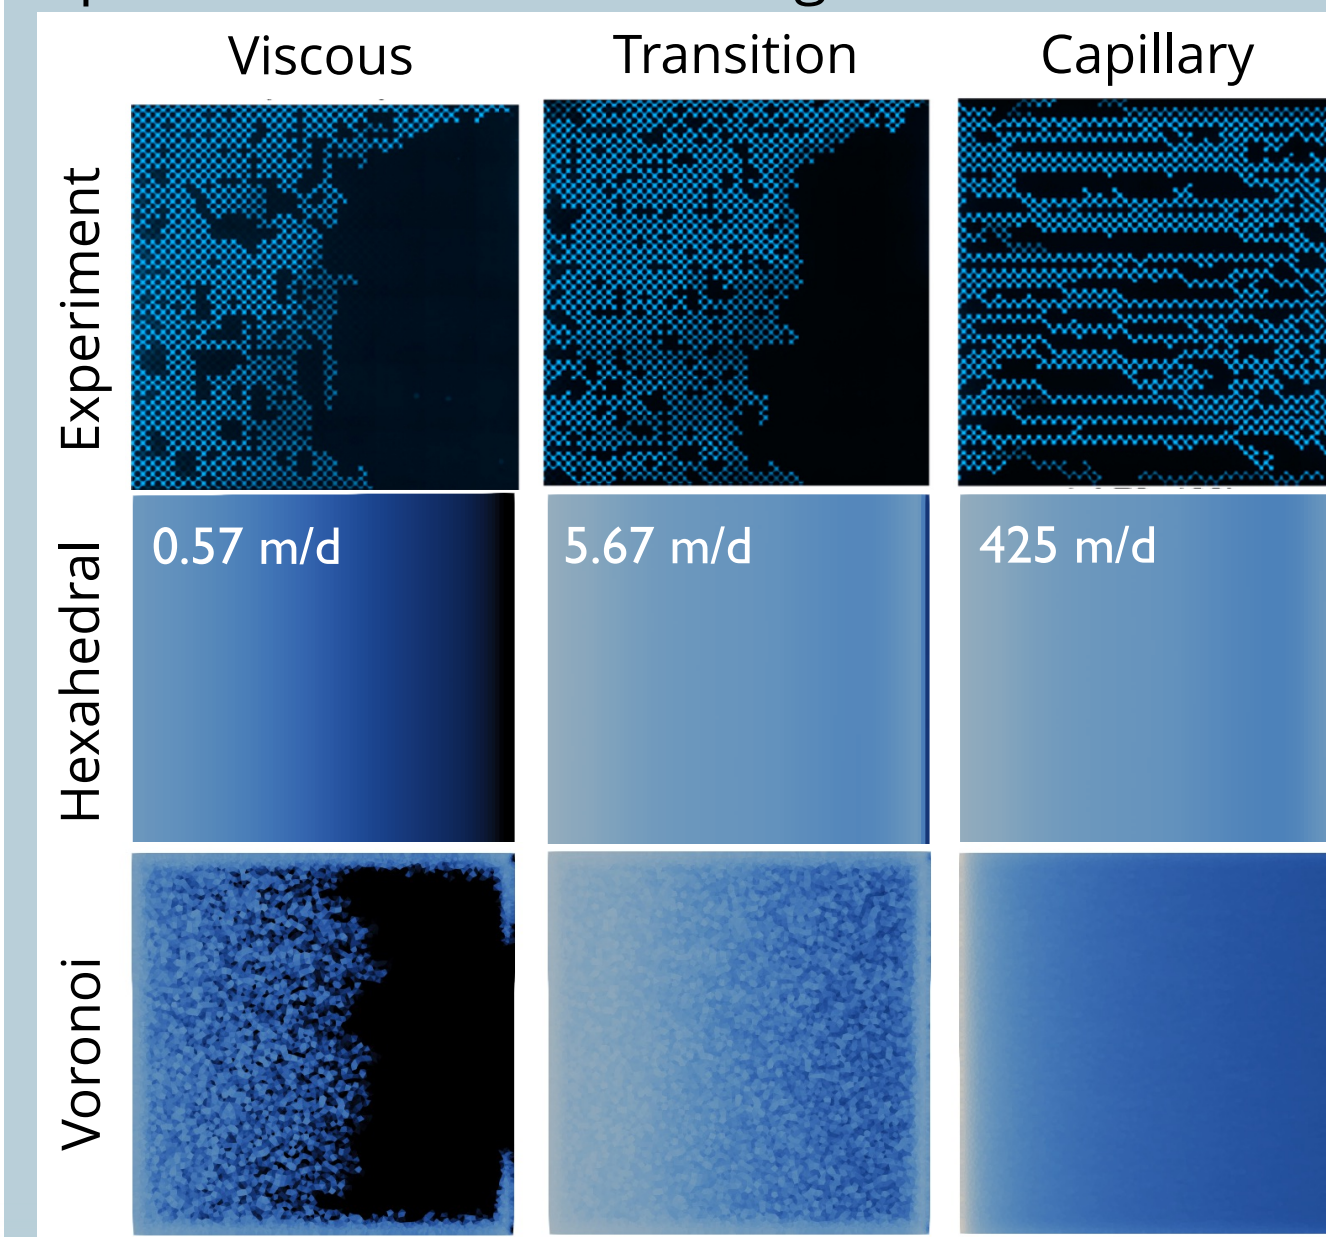 Viscous Transition Capillary
Experiment
Hexahedral
0.57 m/d 5.67 m/d 425 m/d
Voronoi